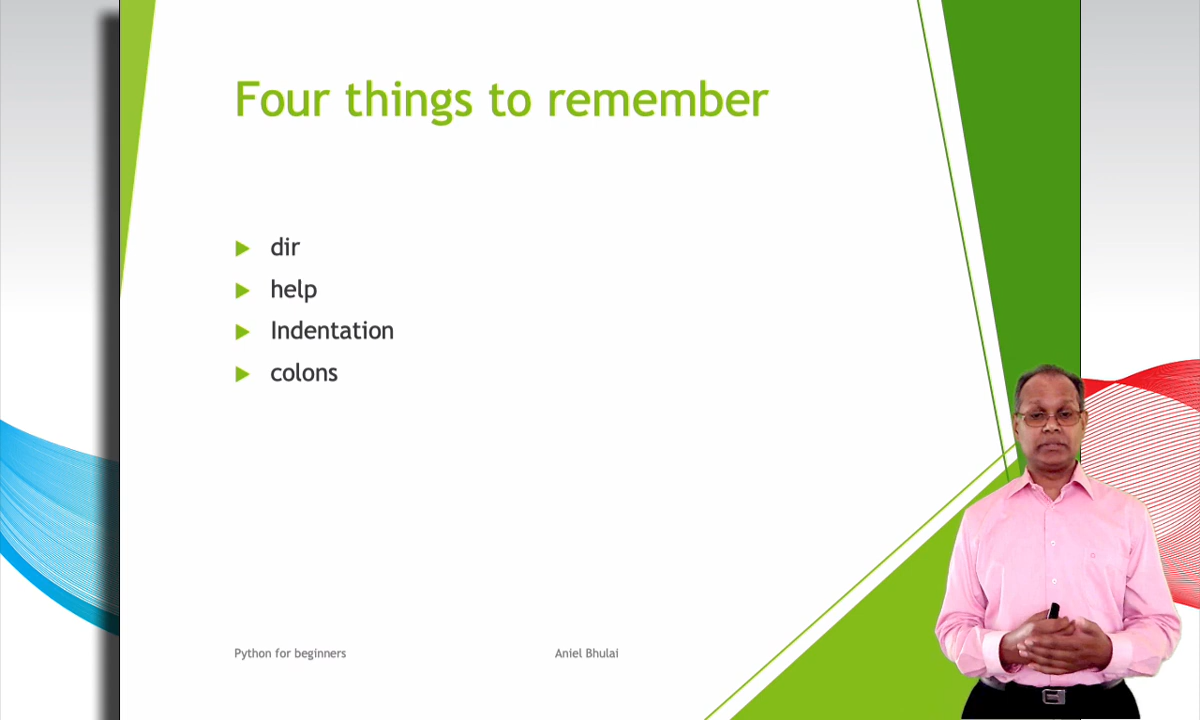 Four things to remember
dir
help
Indentation
colons
Python for beginners
Aniel Bhulai